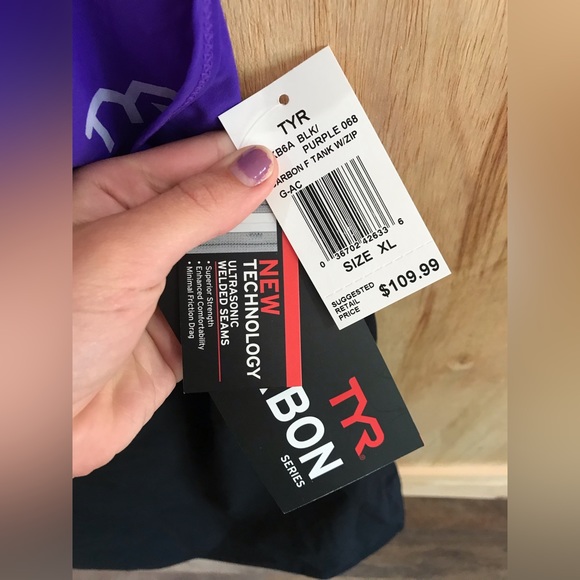 TYR
B6A BLK/
PURPLE 068
CARBON F TANK W/ZIP
G-AC
0 36702 42633 6
SIZE XL
SUGGESTED
RETAIL
PRICE
$109.99
NEW
TECHNOLOGY
ULTRASONIC
WELDED SEAMS
• Superior Strength
• Enhanced Comfortability
• Minimal Friction Drag
TYR
BON
SERIES